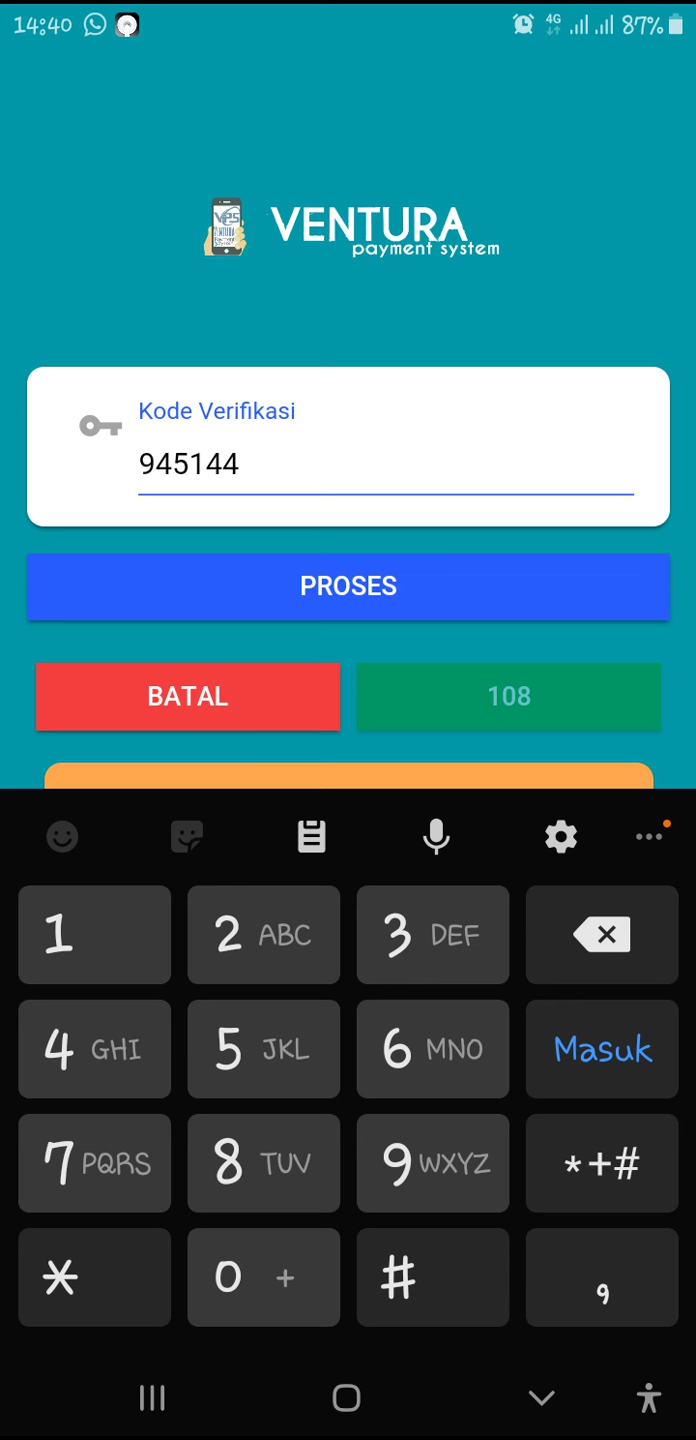 14:40 4G 87%
VPS VENTURA
payment system
Kode Verifikasi
945144
PROSES
BATAL 108
1 2 ABC 3 DEF
4 GHI 5 JKL 6 MNO Masuk
7 PQRS 8 TUV 9 WXYZ *+#
* 0 + # ,